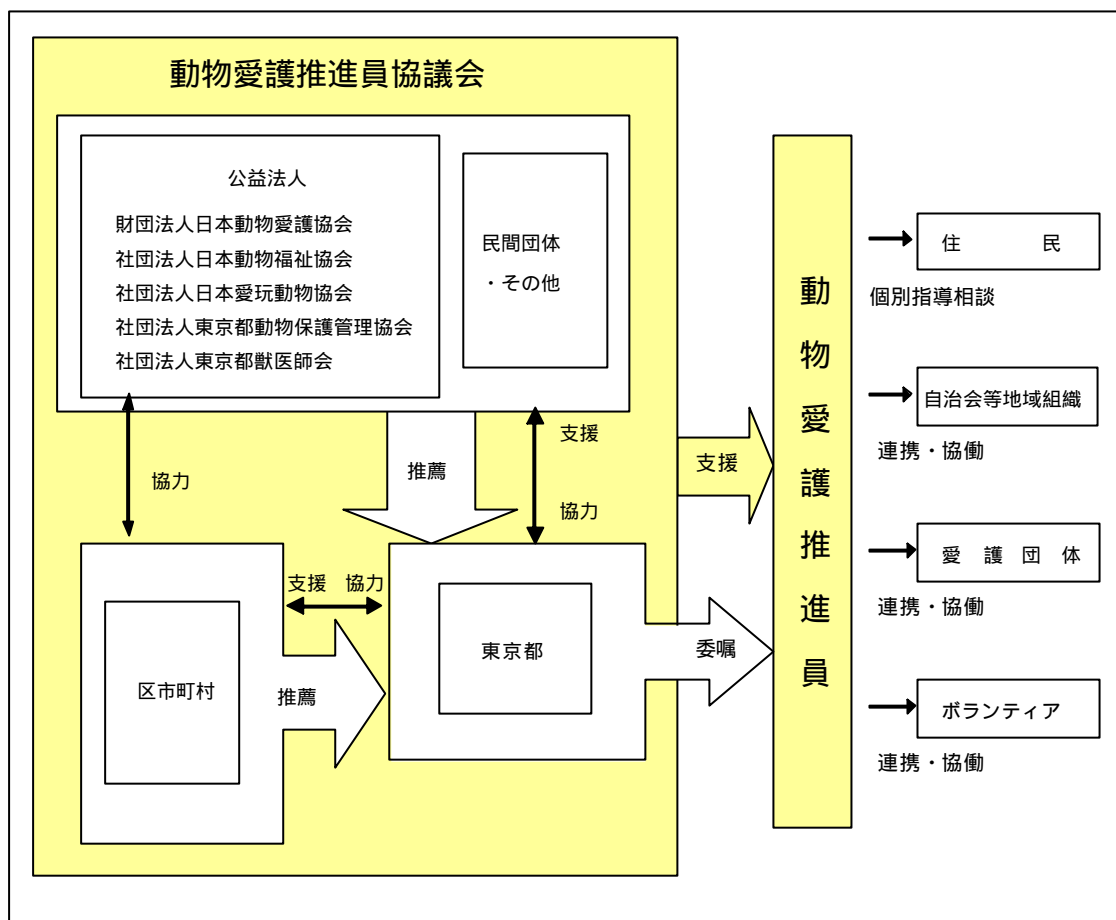 動物愛護推進員協議会
公益法人
財団法人日本動物愛護協会
社団法人日本動物福祉協会
社団法人日本愛玩動物協会
社団法人東京都動物保護管理協会
社団法人東京都獣医師会
民間団体
・その他
協力
推薦
支援
協力
支援 協力
区市町村
推薦
東京都
支援
委嘱
動物愛護推進員
住 民
個別指導相談
自治会等地域組織
連携・協働
愛 護 団 体
連携・協働
ボランティア
連携・協働